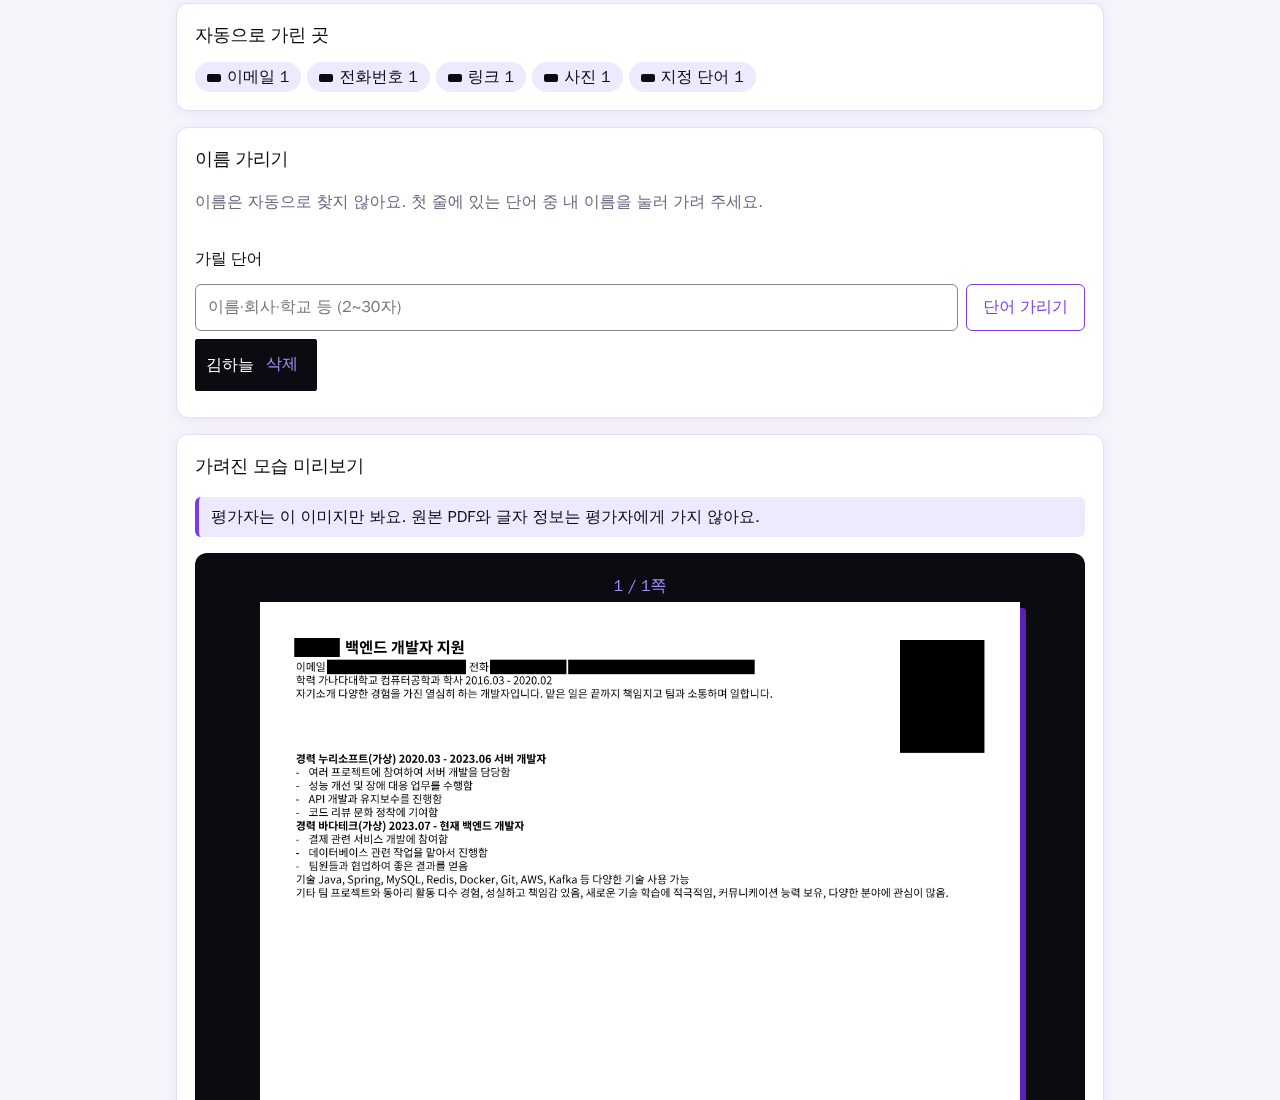 자동으로 가린 곳
이메일 1 전화번호 1 링크 1 사진 1 지정 단어 1
이름 가리기
이름은 자동으로 찾지 않아요. 첫 줄에 있는 단어 중 내 이름을 눌러 가려 주세요.
가릴 단어
이름·회사·학교 등 (2~30자)
단어 가리기
김하늘 삭제
가려진 모습 미리보기
평가자는 이 이미지만 봐요. 원본 PDF와 글자 정보는 평가자에게 가지 않아요.
1 / 1쪽
백엔드 개발자 지원
이메일 전화
학력 가나다대학교 컴퓨터공학과 학사 2016.03 - 2020.02
자기소개 다양한 경험을 가진 열심히 하는 개발자입니다. 맡은 일은 끝까지 책임지고 팀과 소통하며 일합니다.
경력 누리소프트(가상) 2020.03 - 2023.06 서버 개발자
- 여러 프로젝트에 참여하여 서버 개발을 담당함
- 성능 개선 및 장애 대응 업무를 수행함
- API 개발과 유지보수를 진행함
- 코드 리뷰 문화 정착에 기여함
경력 바다테크(가상) 2023.07 - 현재 백엔드 개발자
- 결제 관련 서비스 개발에 참여함
- 데이터베이스 관련 작업을 맡아서 진행함
- 팀원들과 협업하여 좋은 결과를 얻음
기술 Java, Spring, MySQL, Redis, Docker, Git, AWS, Kafka 등 다양한 기술 사용 가능
기타 팀 프로젝트와 동아리 활동 다수 경험, 성실하고 책임감 있음, 새로운 기술 학습에 적극적임, 커뮤니케이션 능력 보유, 다양한 분야에 관심이 많음.